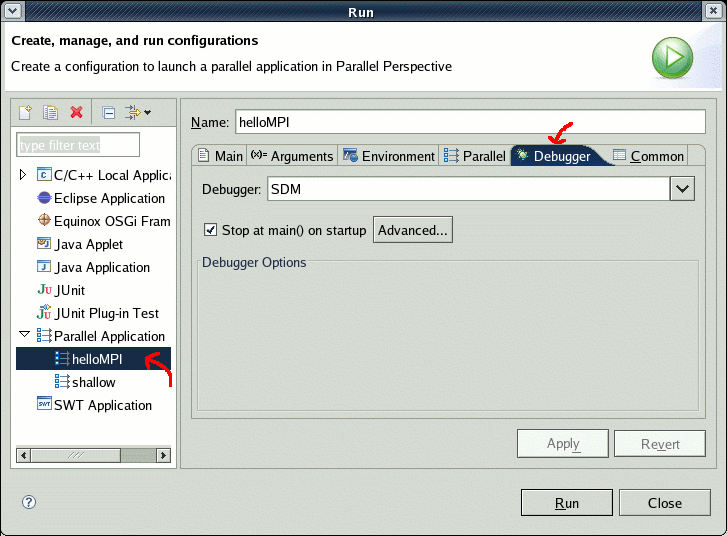 Run
Create, manage, and run configurations
Create a configuration to launch a parallel application in Parallel Perspective
type filter text
C/C++ Local Applica
Eclipse Application
Equinox OSGi Fram
Java Applet
Java Application
JUnit
JUnit Plug-in Test
Parallel Application
helloMPI
shallow
SWT Application
Name: helloMPI
Main (x)= Arguments Environment Parallel Debugger Common
Debugger: SDM
Stop at main() on startup Advanced...
Debugger Options
Apply Revert
? Run Close